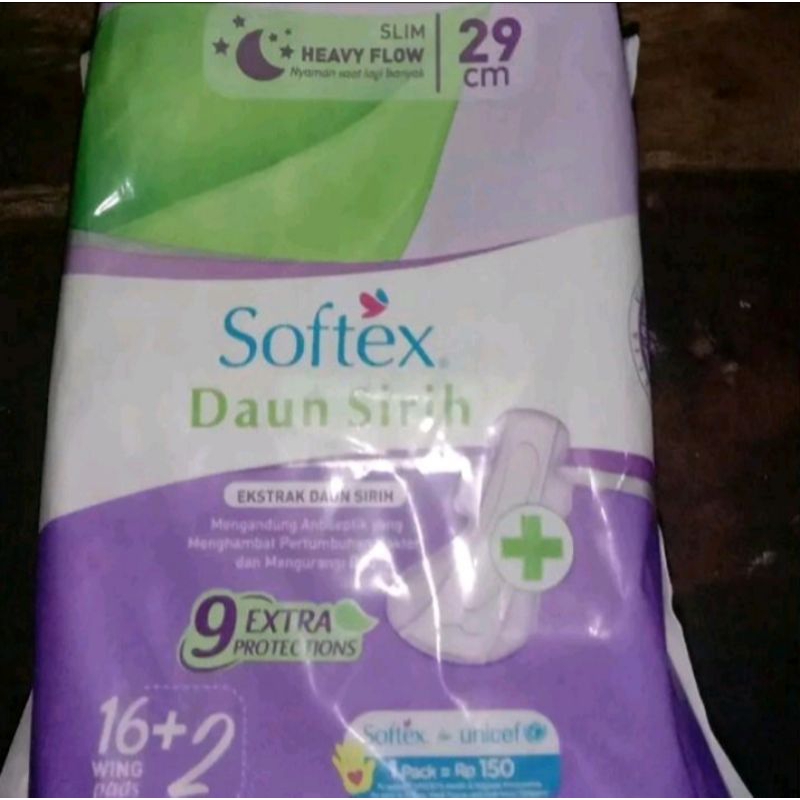 SLIM
HEAVY FLOW
Nyaman saat lagi banyak
29
cm
Softex
Daun Sirih
EKSTRAK DAUN SIRIH
Mengandung Antiseptik yang
Menghambat Pertumbuhan
dan Mengurangi
9 EXTRA
PROTECTIONS
16+2
WING
pads
Softex for unicef
1 Pack = Rp 150